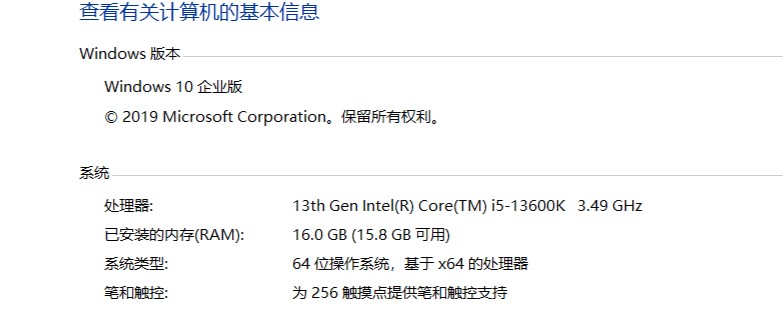 查看有关计算机的基本信息
Windows 版本
Windows 10 企业版
© 2019 Microsoft Corporation。保留所有权利。
系统
处理器: 13th Gen Intel(R) Core(TM) i5-13600K 3.49 GHz
已安装的内存(RAM): 16.0 GB (15.8 GB 可用)
系统类型: 64 位操作系统，基于 x64 的处理器
笔和触控: 为 256 触摸点提供笔和触控支持